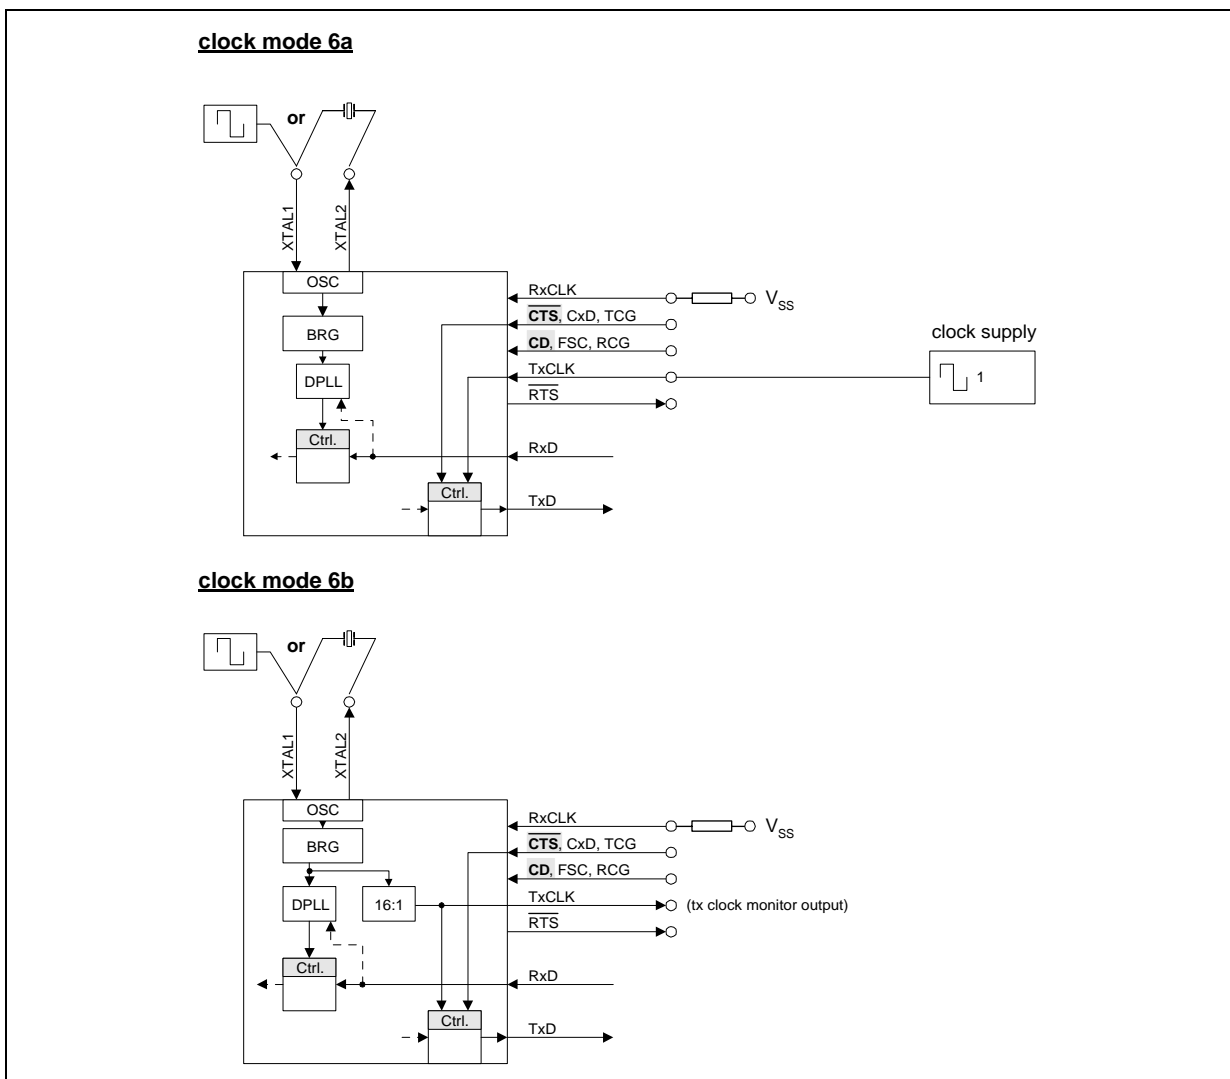 clock mode 6a
or
XTAL1
XTAL2
OSC
BRG
DPLL
Ctrl.
RxCLK
VSS
CTS, CxD, TCG
CD, FSC, RCG
clock supply
TxCLK
1
RTS
RxD
Ctrl.
TxD
clock mode 6b
or
XTAL1
XTAL2
OSC
BRG
DPLL
16:1
Ctrl.
RxCLK
VSS
CTS, CxD, TCG
CD, FSC, RCG
TxCLK
(tx clock monitor output)
RTS
RxD
Ctrl.
TxD